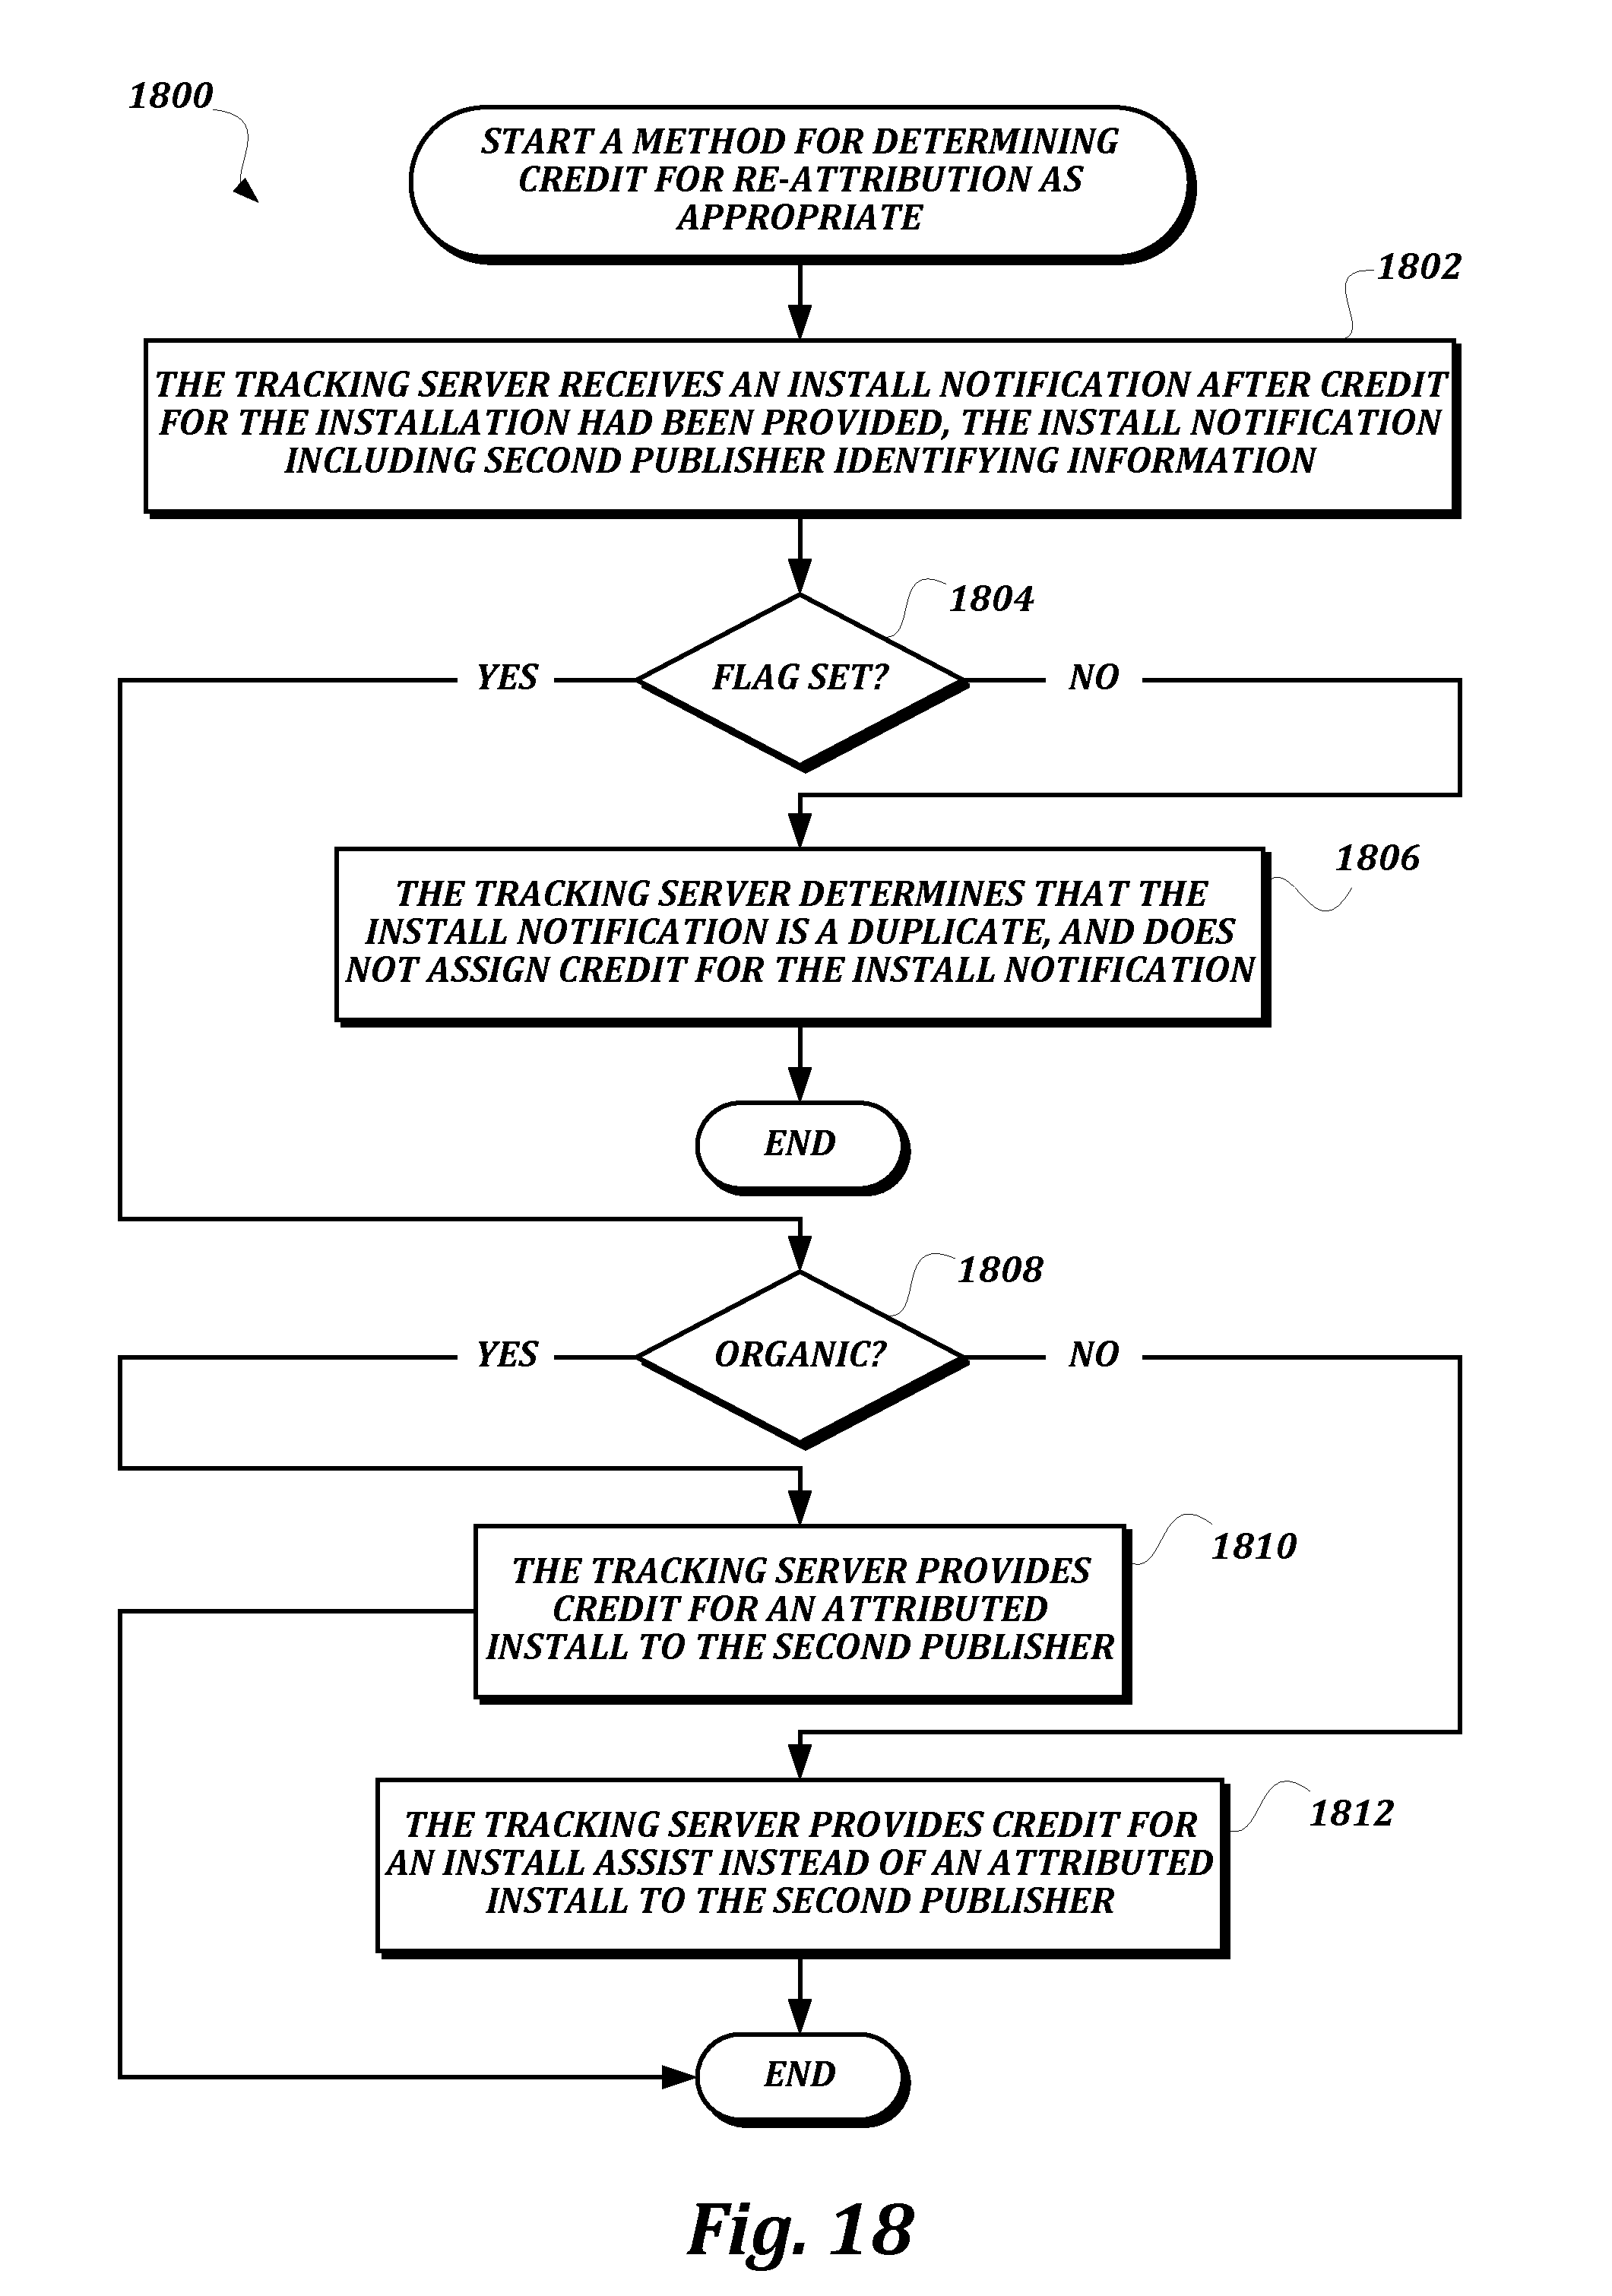 1800
START A METHOD FOR DETERMINING
CREDIT FOR RE-ATTRIBUTION AS
APPROPRIATE
1802
THE TRACKING SERVER RECEIVES AN INSTALL NOTIFICATION AFTER CREDIT
FOR THE INSTALLATION HAD BEEN PROVIDED, THE INSTALL NOTIFICATION
INCLUDING SECOND PUBLISHER IDENTIFYING INFORMATION
1804
YES
FLAG SET?
NO
1806
THE TRACKING SERVER DETERMINES THAT THE
INSTALL NOTIFICATION IS A DUPLICATE, AND DOES
NOT ASSIGN CREDIT FOR THE INSTALL NOTIFICATION
END
1808
YES
ORGANIC?
NO
1810
THE TRACKING SERVER PROVIDES
CREDIT FOR AN ATTRIBUTED
INSTALL TO THE SECOND PUBLISHER
1812
THE TRACKING SERVER PROVIDES CREDIT FOR
AN INSTALL ASSIST INSTEAD OF AN ATTRIBUTED
INSTALL TO THE SECOND PUBLISHER
END
Fig. 18